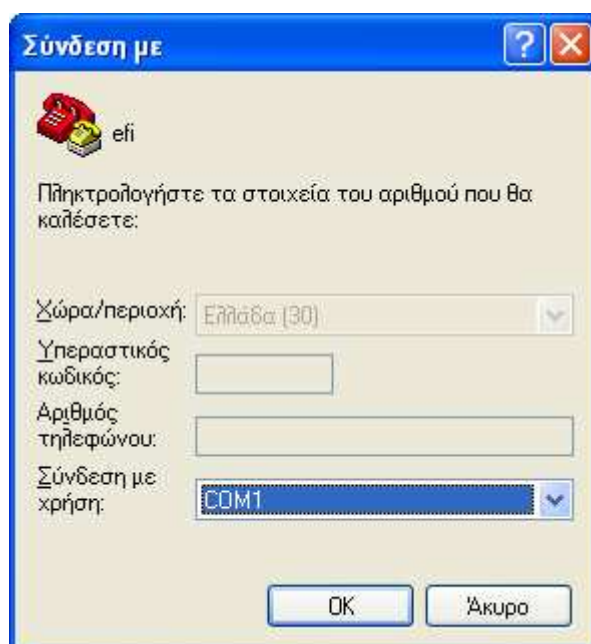 Σύνδεση με
efi
Πληκτρολογήστε τα στοιχεία του αριθμού που θα
καλέσετε:
Χώρα/περιοχή: Ελλάδα (30)
Υπεραστικός
κωδικός:
Αριθμός
τηλεφώνου:
Σύνδεση με
χρήση: COM1
OK Άκυρο